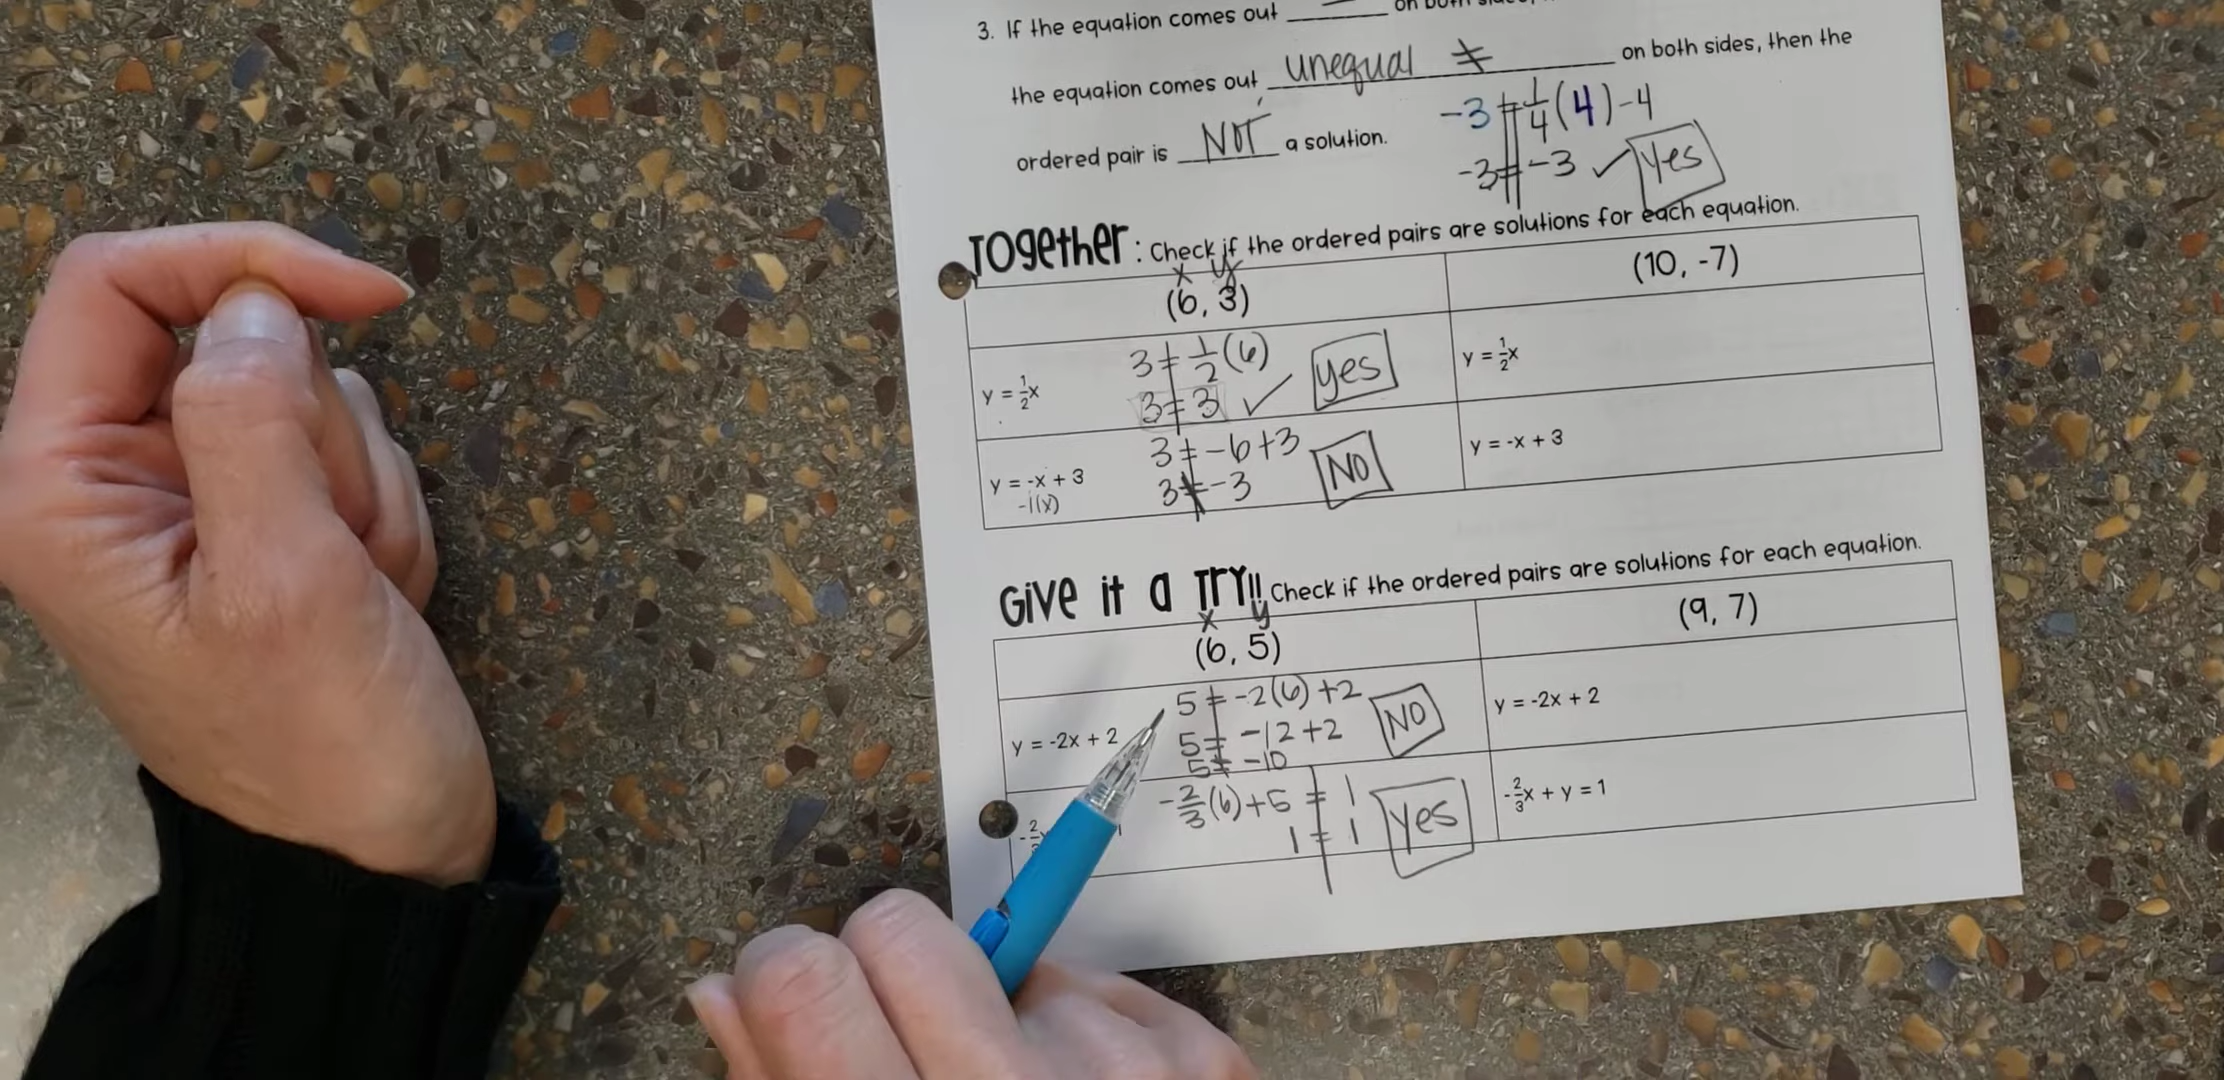 3. If the equation comes out ______ on both
the equation comes out unequal ≠ on both sides, then the
ordered pair is NOT a solution.
-3 = 1/4 (4) - 4
-3 = -3 ✓ Yes
Together: Check if the ordered pairs are solutions for each equation.
x y
(6, 3)
(10, -7)
y = 1/2x
3 = 1/2 (6)
3 = 3 ✓ yes
y = 1/2x
y = -x + 3
-1(x)
3 = -6 + 3
3 ≠ -3 NO
y = -x + 3
Give it a TRY!! Check if the ordered pairs are solutions for each equation.
x y
(6, 5)
(9, 7)
y = -2x + 2
5 = -2(6) + 2
5 = -12 + 2
5 ≠ -10
NO
y = -2x + 2
-2/3 (6) + 5 = 1
1 = 1 Yes
-2/3x + y = 1